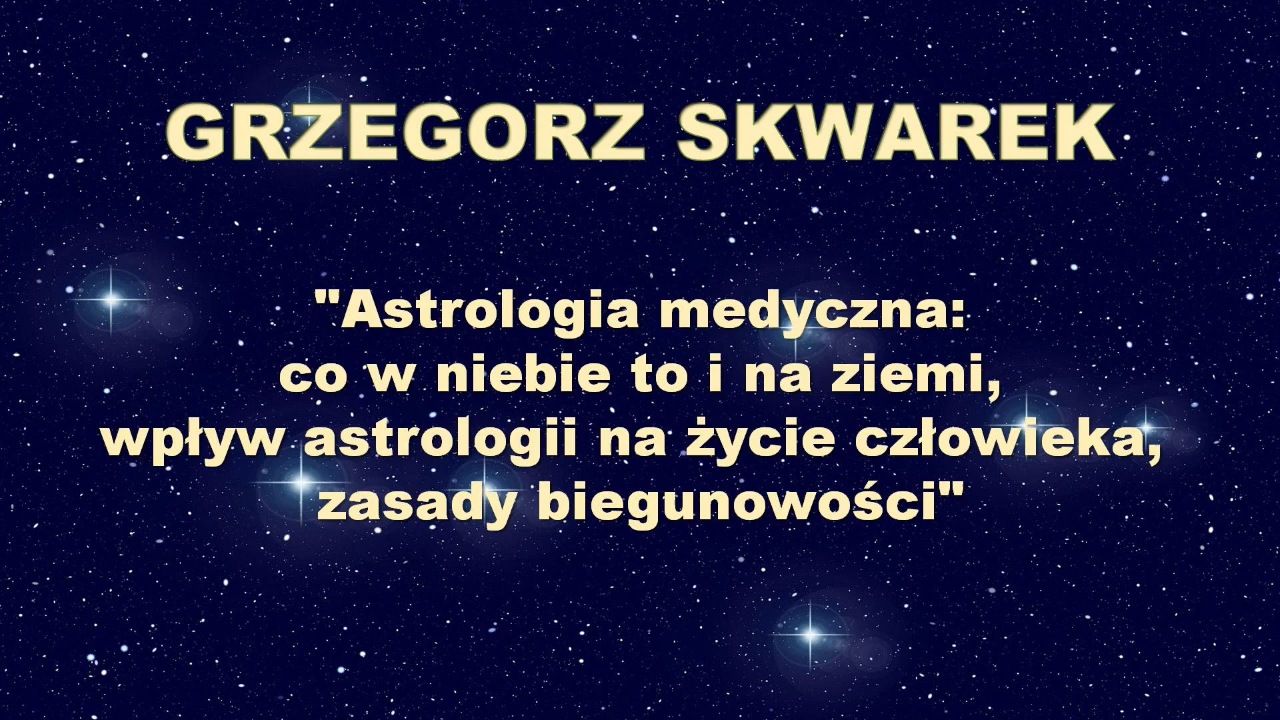 GRZEGORZ SKWAREK
"Astrologia medyczna:
co w niebie to i na ziemi,
wpływ astrologii na życie człowieka,
zasady biegunowości"